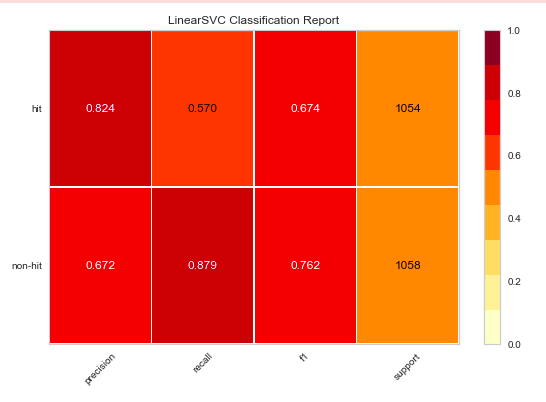 LinearSVC Classification Report
hit 0.824 0.570 0.674 1054
non-hit 0.672 0.879 0.762 1058
precision recall f1 support
1.0
0.8
0.6
0.4
0.2
0.0